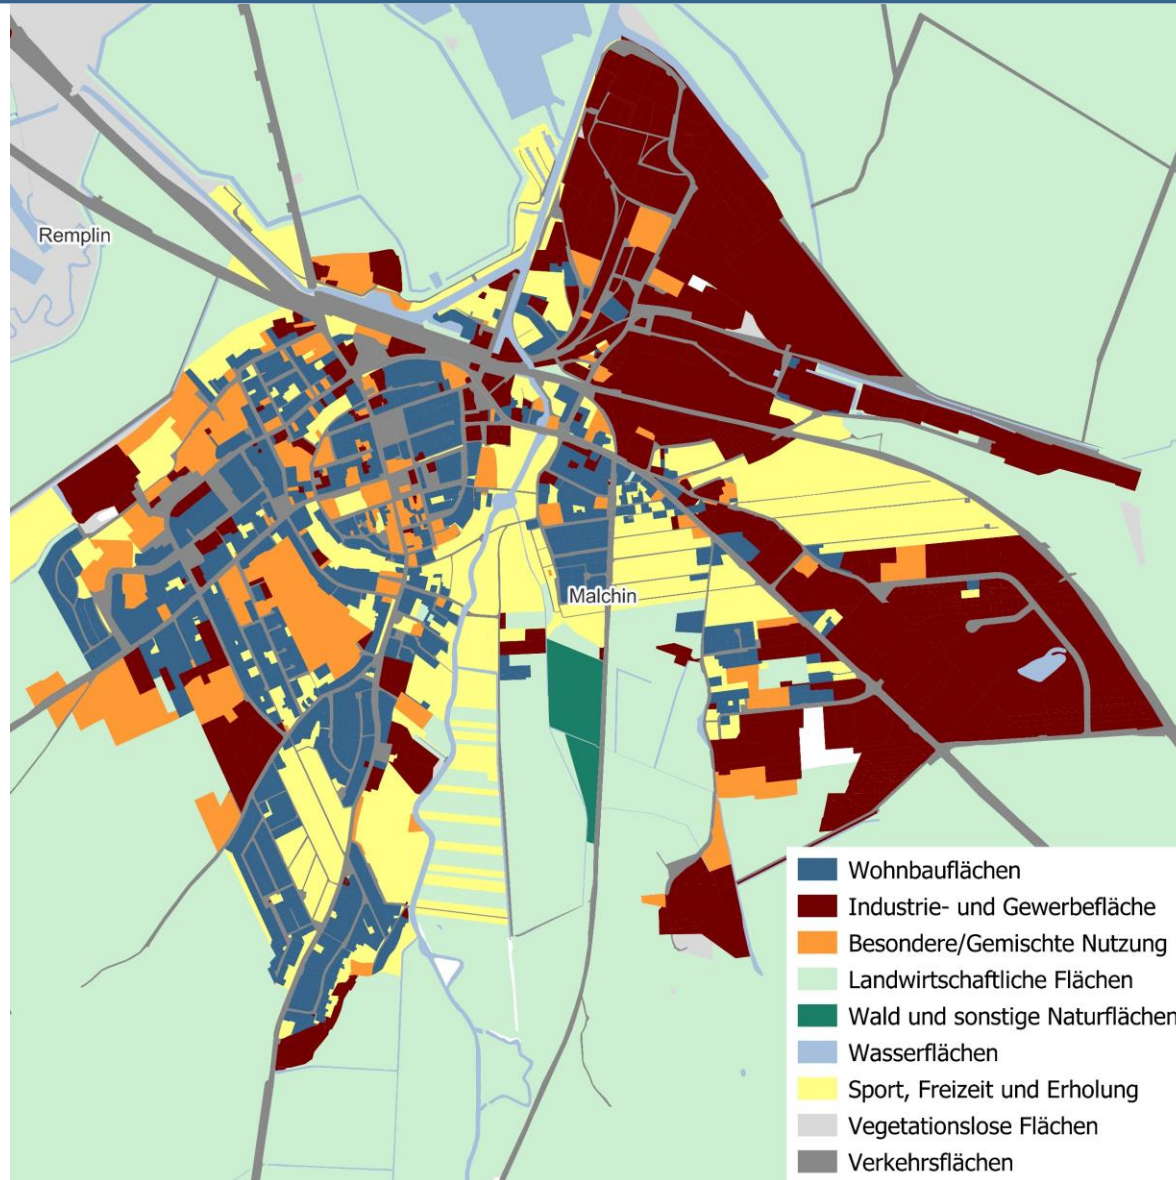 Remplin
Malchin
Wohnbauflächen
Industrie- und Gewerbefläche
Besondere/Gemischte Nutzung
Landwirtschaftliche Flächen
Wald und sonstige Naturflächen
Wasserflächen
Sport, Freizeit und Erholung
Vegetationslose Flächen
Verkehrsflächen